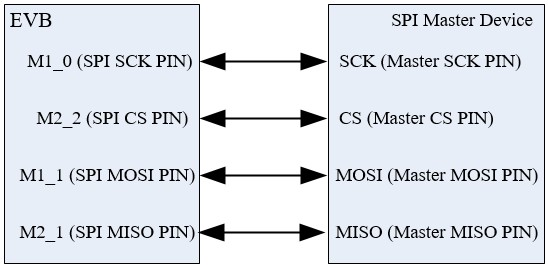 EVB
SPI Master Device
M1_0 (SPI SCK PIN)
SCK (Master SCK PIN)
M2_2 (SPI CS PIN)
CS (Master CS PIN)
M1_1 (SPI MOSI PIN)
MOSI (Master MOSI PIN)
M2_1 (SPI MISO PIN)
MISO (Master MISO PIN)